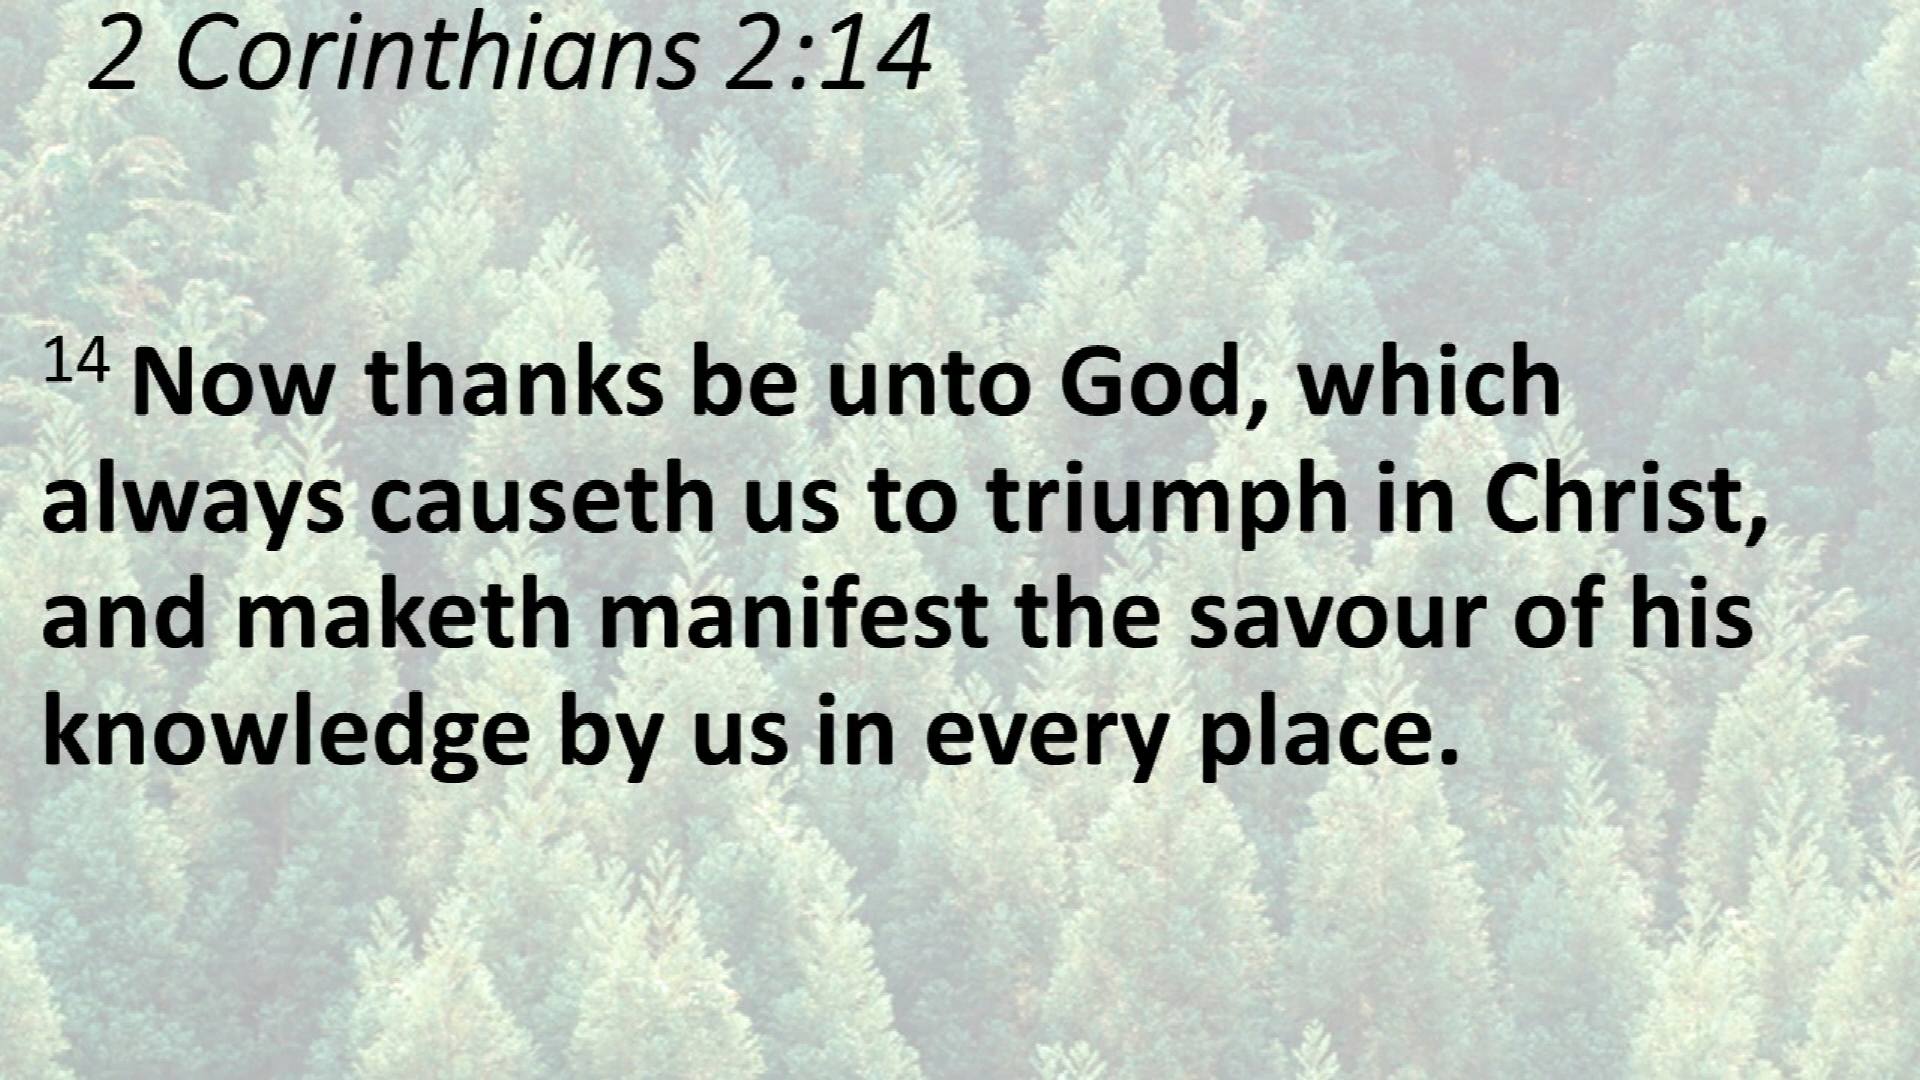 2 Corinthians 2:14
14 Now thanks be unto God, which
always causeth us to triumph in Christ,
and maketh manifest the savour of his
knowledge by us in every place.